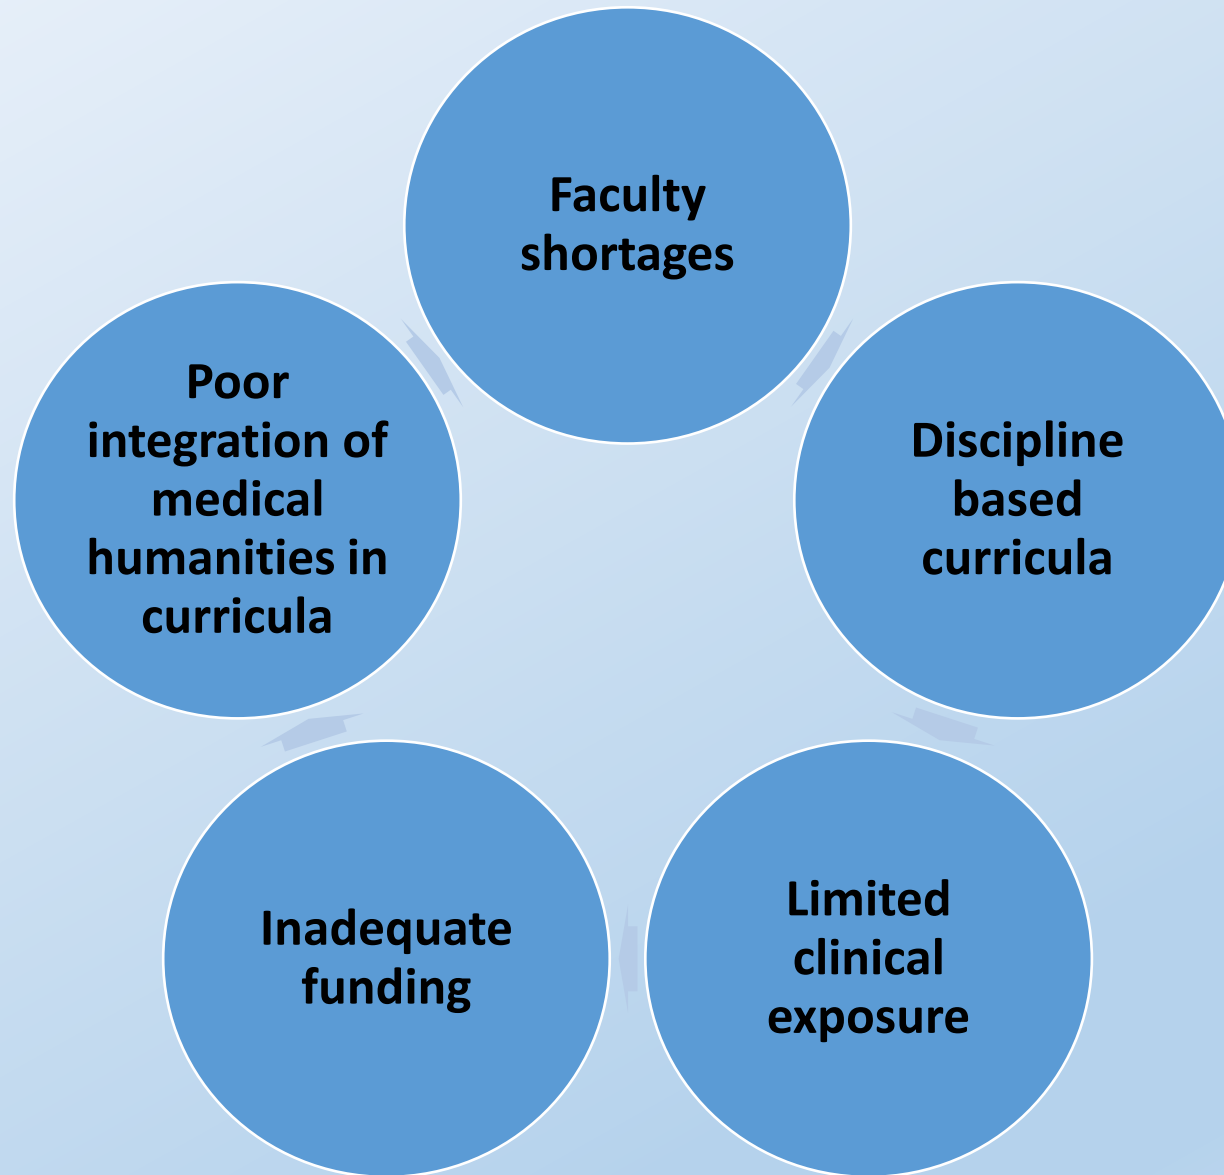 Faculty
shortages
Discipline
based
curricula
Limited
clinical
exposure
Inadequate
funding
Poor
integration of
medical
humanities in
curricula